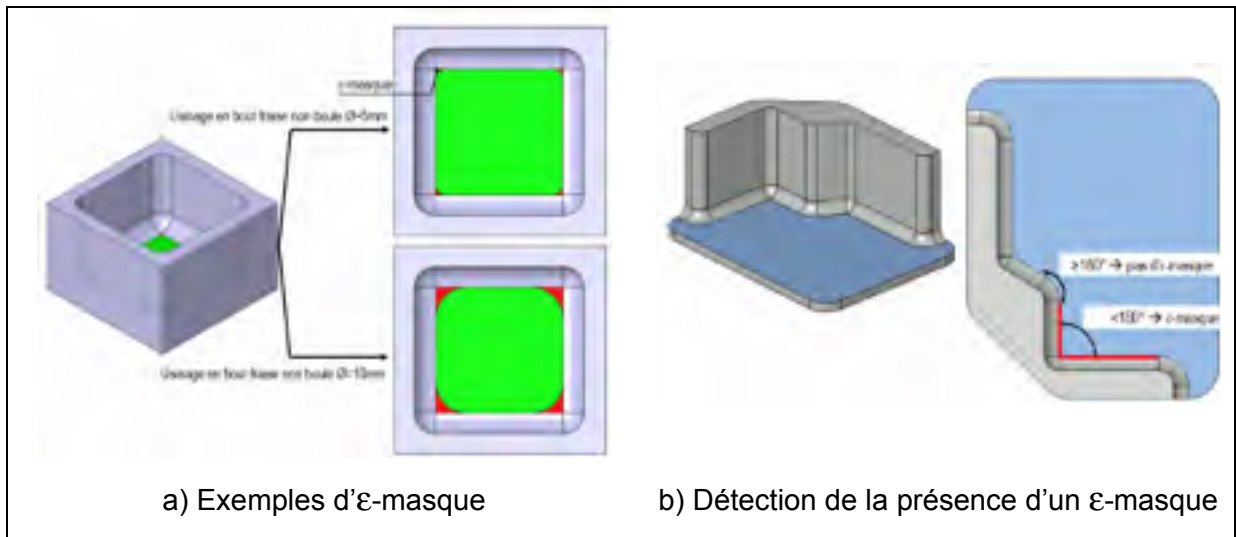 ε-masque
Usinage en bout fraise non boule Ø=5mm
Usinage en bout fraise non boule Ø=10mm
≥180° → pas d'ε-masque
<180° → ε-masque
a) Exemples d'ε-masque
b) Détection de la présence d'un ε-masque